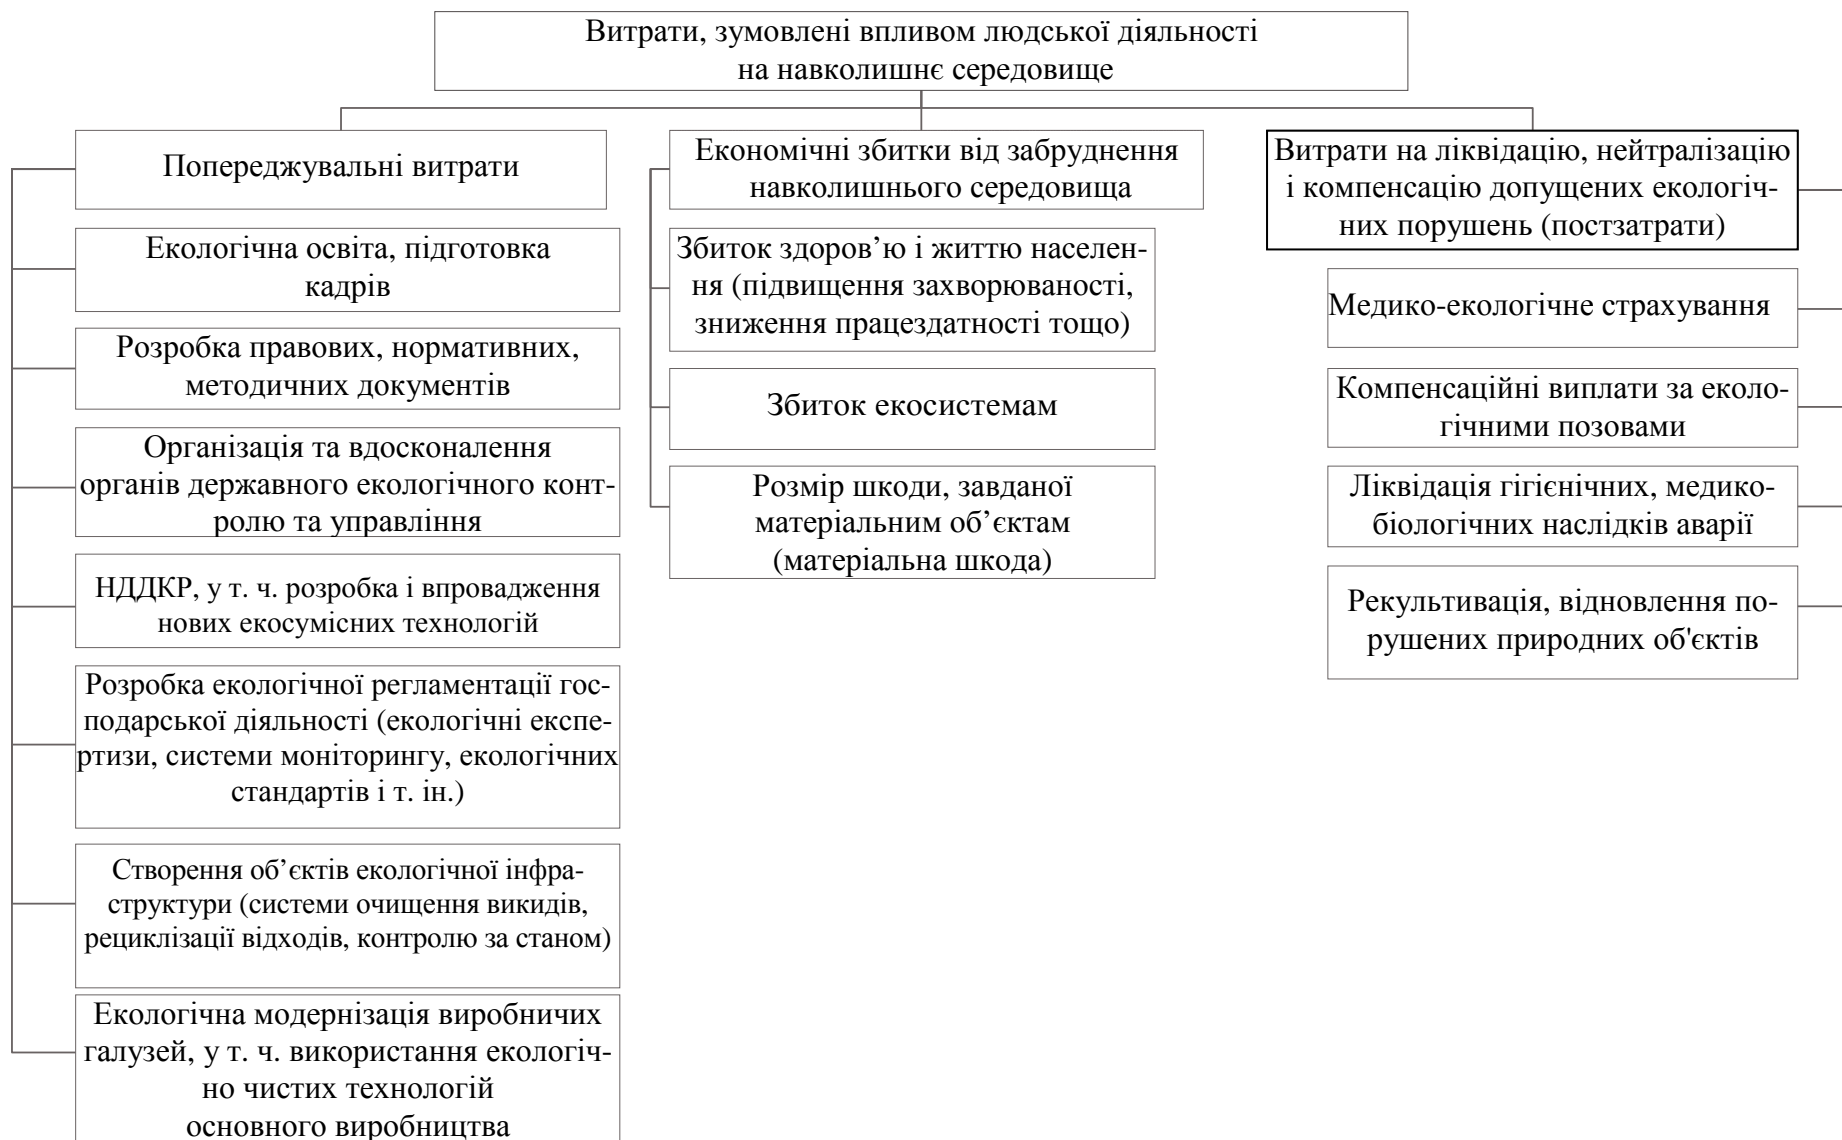 Витрати, зумовлені впливом людської діяльності
на навколишнє середовище
Попереджувальні витрати
Екологічна освіта, підготовка
кадрів
Розробка правових, нормативних,
методичних документів
Організація та вдосконалення
органів державного екологічного конт-
ролю та управління
НДДКР, у т. ч. розробка і впровадження
нових екосумісних технологій
Розробка екологічної регламентації гос-
подарської діяльності (екологічні експе-
ртизи, системи моніторингу, екологічних
стандартів і т. ін.)
Створення об’єктів екологічної інфра-
структури (системи очищення викидів,
рециклізації відходів, контролю за станом)
Екологічна модернізація виробничих
галузей, у т. ч. використання екологіч-
но чистих технологій
основного виробництва
Економічні збитки від забруднення
навколишнього середовища
Збиток здоров’ю і життю населен-
ня (підвищення захворюваності,
зниження працездатності тощо)
Збиток екосистемам
Розмір шкоди, завданої
матеріальним об’єктам
(матеріальна шкода)
Витрати на ліквідацію, нейтралізацію
і компенсацію допущених екологіч-
них порушень (постзатрати)
Медико-екологічне страхування
Компенсаційні виплати за еколо-
гічними позовами
Ліквідація гігієнічних, медико-
біологічних наслідків аварії
Рекультивація, відновлення по-
рушених природних об'єктів